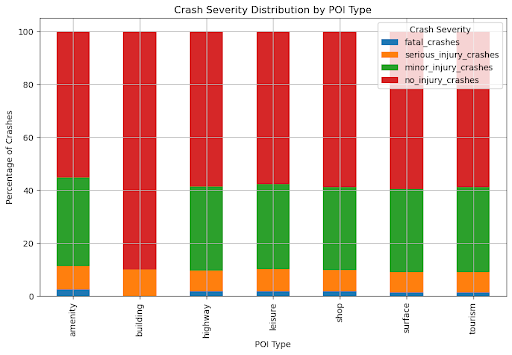 Crash Severity Distribution by POI Type
Crash Severity
fatal_crashes
serious_injury_crashes
minor_injury_crashes
no_injury_crashes
Percentage of Crashes
100
80
60
40
20
0
amenity
building
highway
leisure
shop
surface
tourism
POI Type